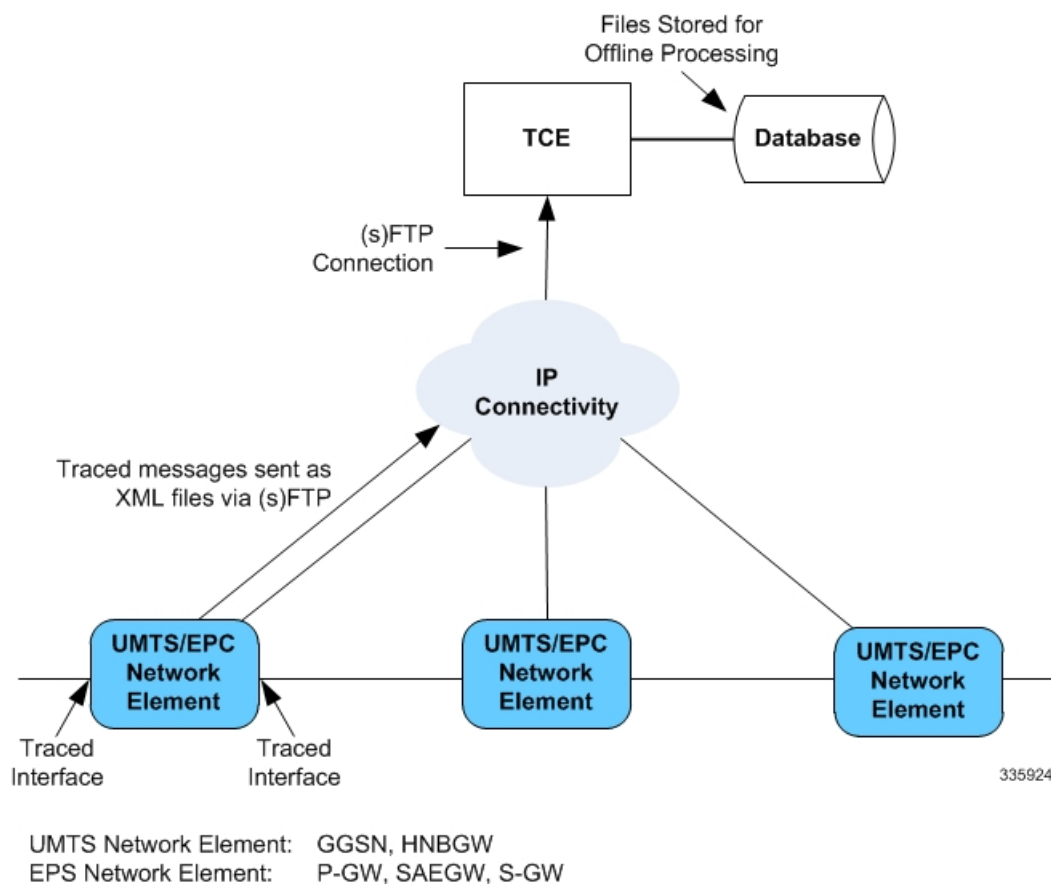 Files Stored for
Offline Processing
TCE
Database
(s)FTP
Connection
IP
Connectivity
Traced messages sent as
XML files via (s)FTP
UMTS/EPC
Network
Element
UMTS/EPC
Network
Element
UMTS/EPC
Network
Element
Traced
Interface
Traced
Interface
335924
UMTS Network Element: GGSN, HNBGW
EPS Network Element: P-GW, SAEGW, S-GW